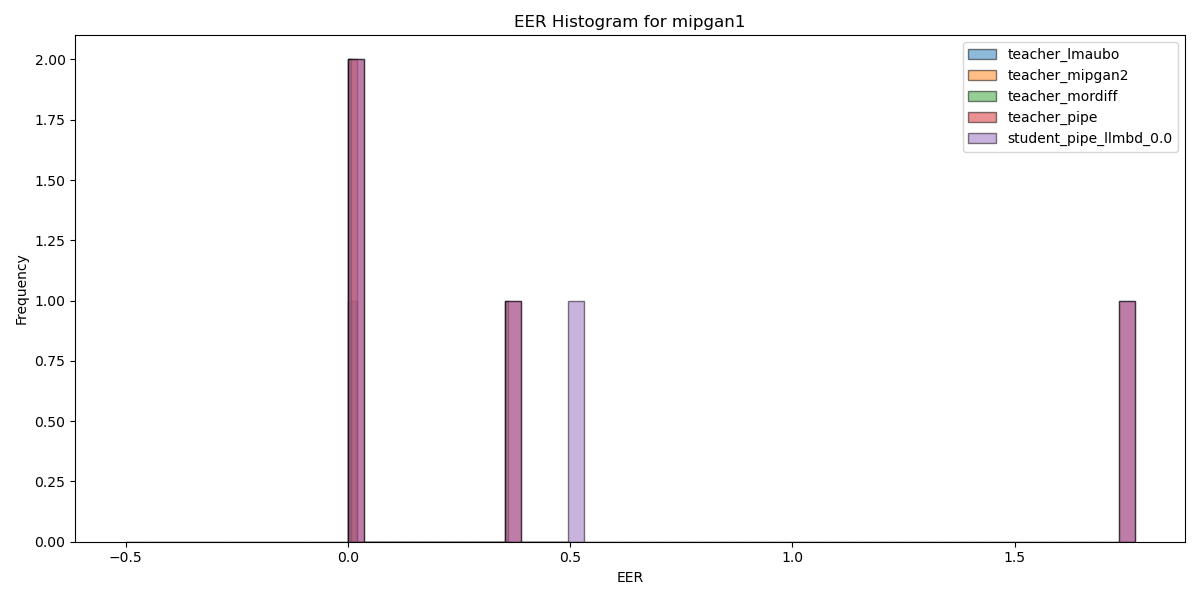 EER Histogram for mipgan1
teacher_lmaubo
teacher_mipgan2
teacher_mordiff
teacher_pipe
student_pipe_llmbd_0.0
Frequency
2.00
1.75
1.50
1.25
1.00
0.75
0.50
0.25
0.00
−0.5
0.0
0.5
1.0
1.5
EER